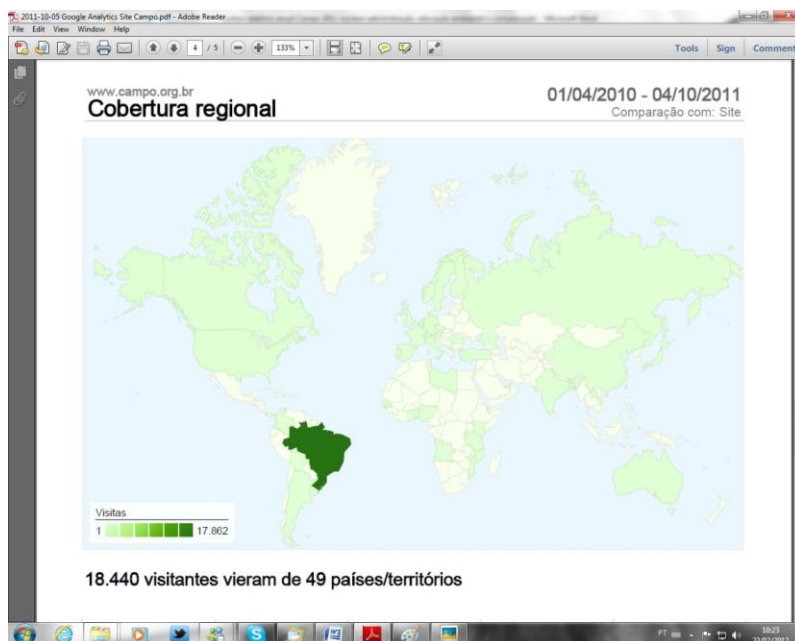 2011-10-05 Google Analytics Site Campo.pdf - Adobe Reader
File Edit View Window Help
4 / 5
133%
Tools Sign Comment
www.campo.org.br
Cobertura regional
01/04/2010 - 04/10/2011
Comparação com: Site
Visitas
1 17.862
18.440 visitantes vieram de 49 países/territórios
PT
10:23